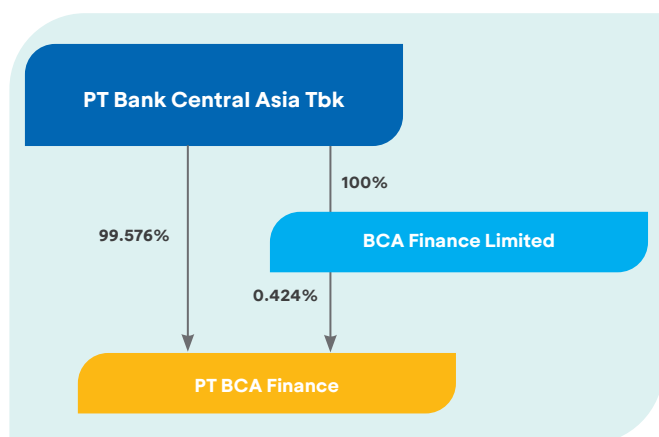 PT Bank Central Asia Tbk
100%
99.576%
BCA Finance Limited
0.424%
PT BCA Finance